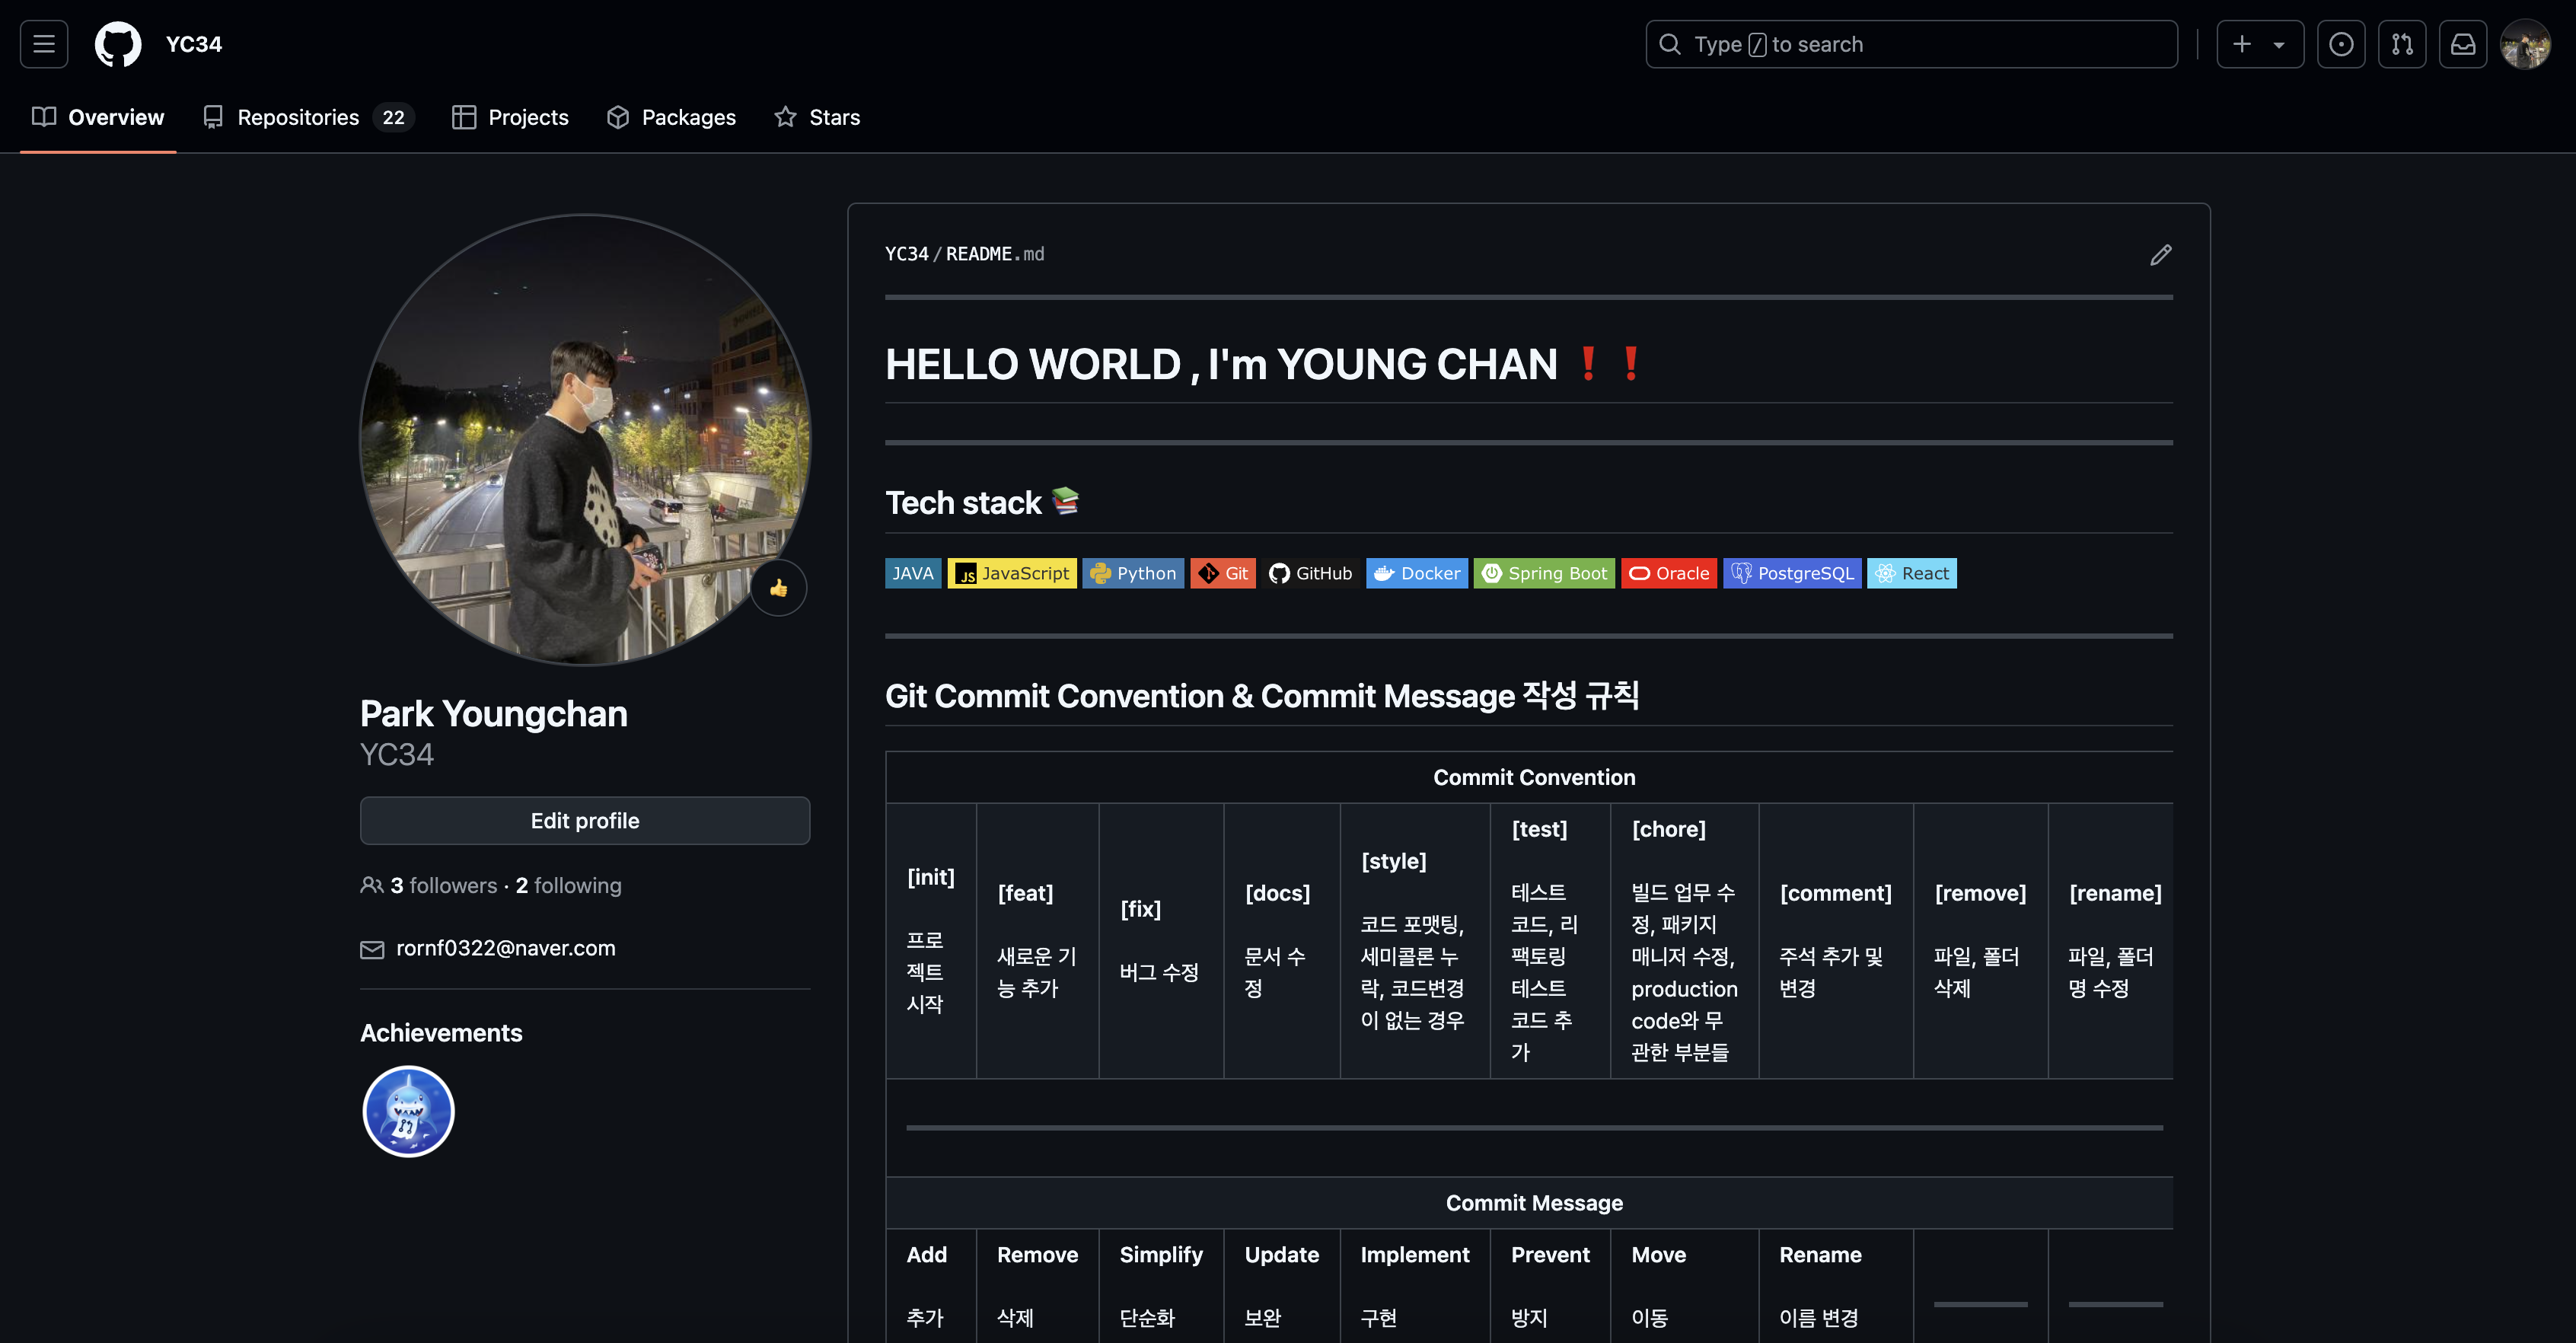 YC34
Type / to search
Overview
Repositories 22
Projects
Packages
Stars
Park Youngchan
YC34
Edit profile
3 followers · 2 following
rornf0322@naver.com
Achievements
YC34 / README.md
HELLO WORLD , I'm YOUNG CHAN ❗ ❗
Tech stack 📚
JAVA JS JavaScript Python Git GitHub Docker Spring Boot Oracle PostgreSQL React
Git Commit Convention & Commit Message 작성 규칙
Commit Convention
[init]
프로
젝트
시작
[feat]
새로운 기
능 추가
[fix]
버그 수정
[docs]
문서 수
정
[style]
코드 포맷팅,
세미콜론 누
락, 코드변경
이 없는 경우
[test]
테스트
코드, 리
팩토링
테스트
코드 추
가
[chore]
빌드 업무 수
정, 패키지
매니저 수정,
production
code와 무
관한 부분들
[comment]
주석 추가 및
변경
[remove]
파일, 폴더
삭제
[rename]
파일, 폴더
명 수정
Commit Message
Add
추가
Remove
삭제
Simplify
단순화
Update
보완
Implement
구현
Prevent
방지
Move
이동
Rename
이름 변경